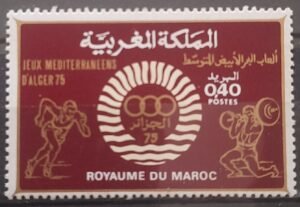 المملكة المغربية
JEUX MEDITERRANEENS
D'ALGER 75
ألعاب البحر الأبيض المتوسط
البريد
0,40
POSTES
الجزائر
75
ROYAUME DU MAROC